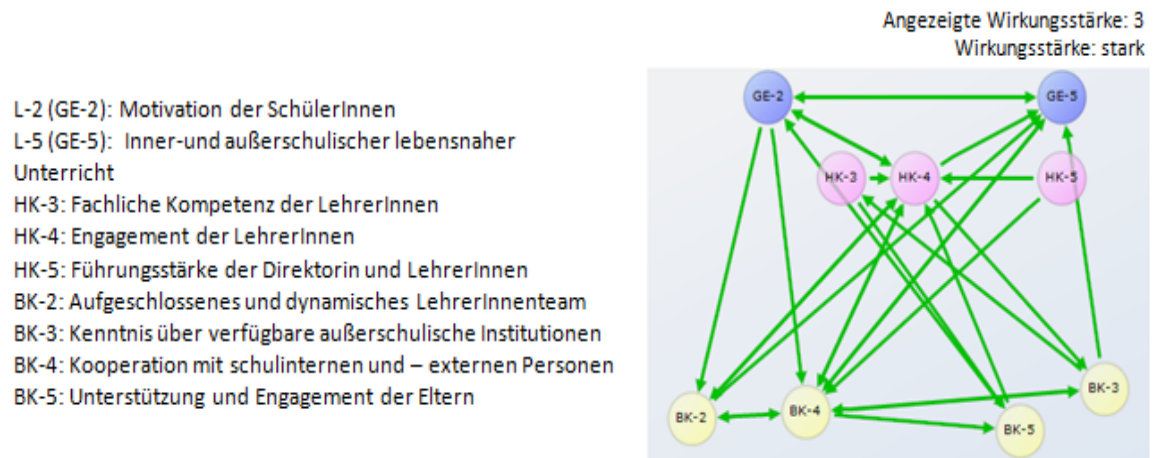 Angezeigte Wirkungsstärke: 3
Wirkungsstärke: stark
L-2 (GE-2): Motivation der SchülerInnen
L-5 (GE-5): Inner-und außerschulischer lebensnaher
Unterricht
HK-3: Fachliche Kompetenz der LehrerInnen
HK-4: Engagement der LehrerInnen
HK-5: Führungsstärke der Direktorin und LehrerInnen
BK-2: Aufgeschlossenes und dynamisches LehrerInnenteam
BK-3: Kenntnis über verfügbare außerschulische Institutionen
BK-4: Kooperation mit schulinternen und – externen Personen
BK-5: Unterstützung und Engagement der Eltern
GE-2
GE-5
HK-3
HK-4
HK-5
BK-3
BK-4
BK-2
BK-5